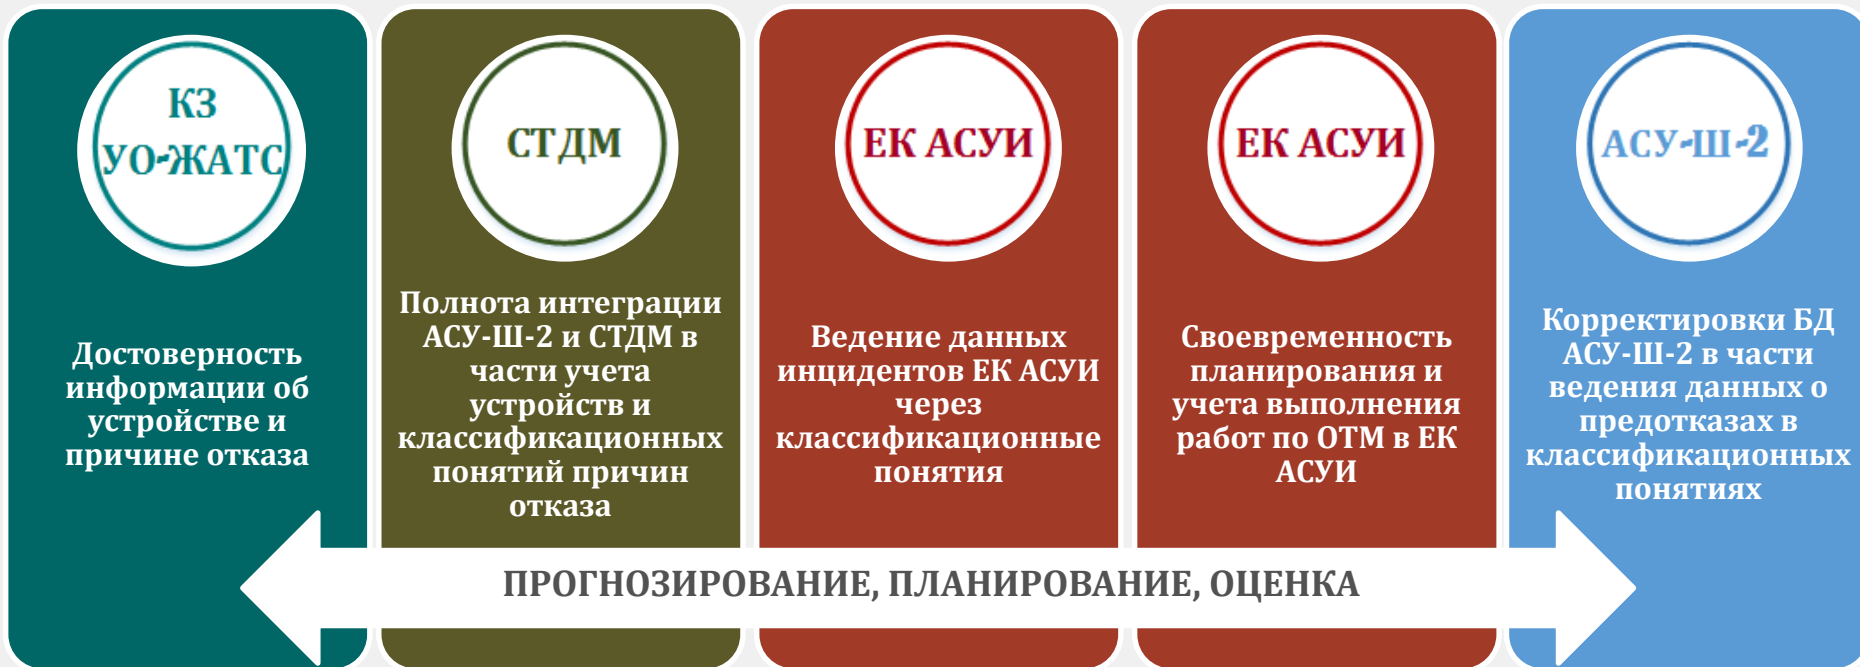 КЗ
УО-ЖАТС
Достоверность
информации об
устройстве и
причине отказа
СТДМ
Полнота интеграции
АСУ-Ш-2 и СТДМ в
части учета
устройств и
классификационных
понятий причин
отказа
ЕК АСУИ
Ведение данных
инцидентов ЕК АСУИ
через
классификационные
понятия
ЕК АСУИ
Своевременность
планирования и
учета выполнения
работ по ОТМ в ЕК
АСУИ
АСУ-Ш-2
Корректировки БД
АСУ-Ш-2 в части
ведения данных о
предотказах в
классификационных
понятиях
ПРОГНОЗИРОВАНИЕ, ПЛАНИРОВАНИЕ, ОЦЕНКА